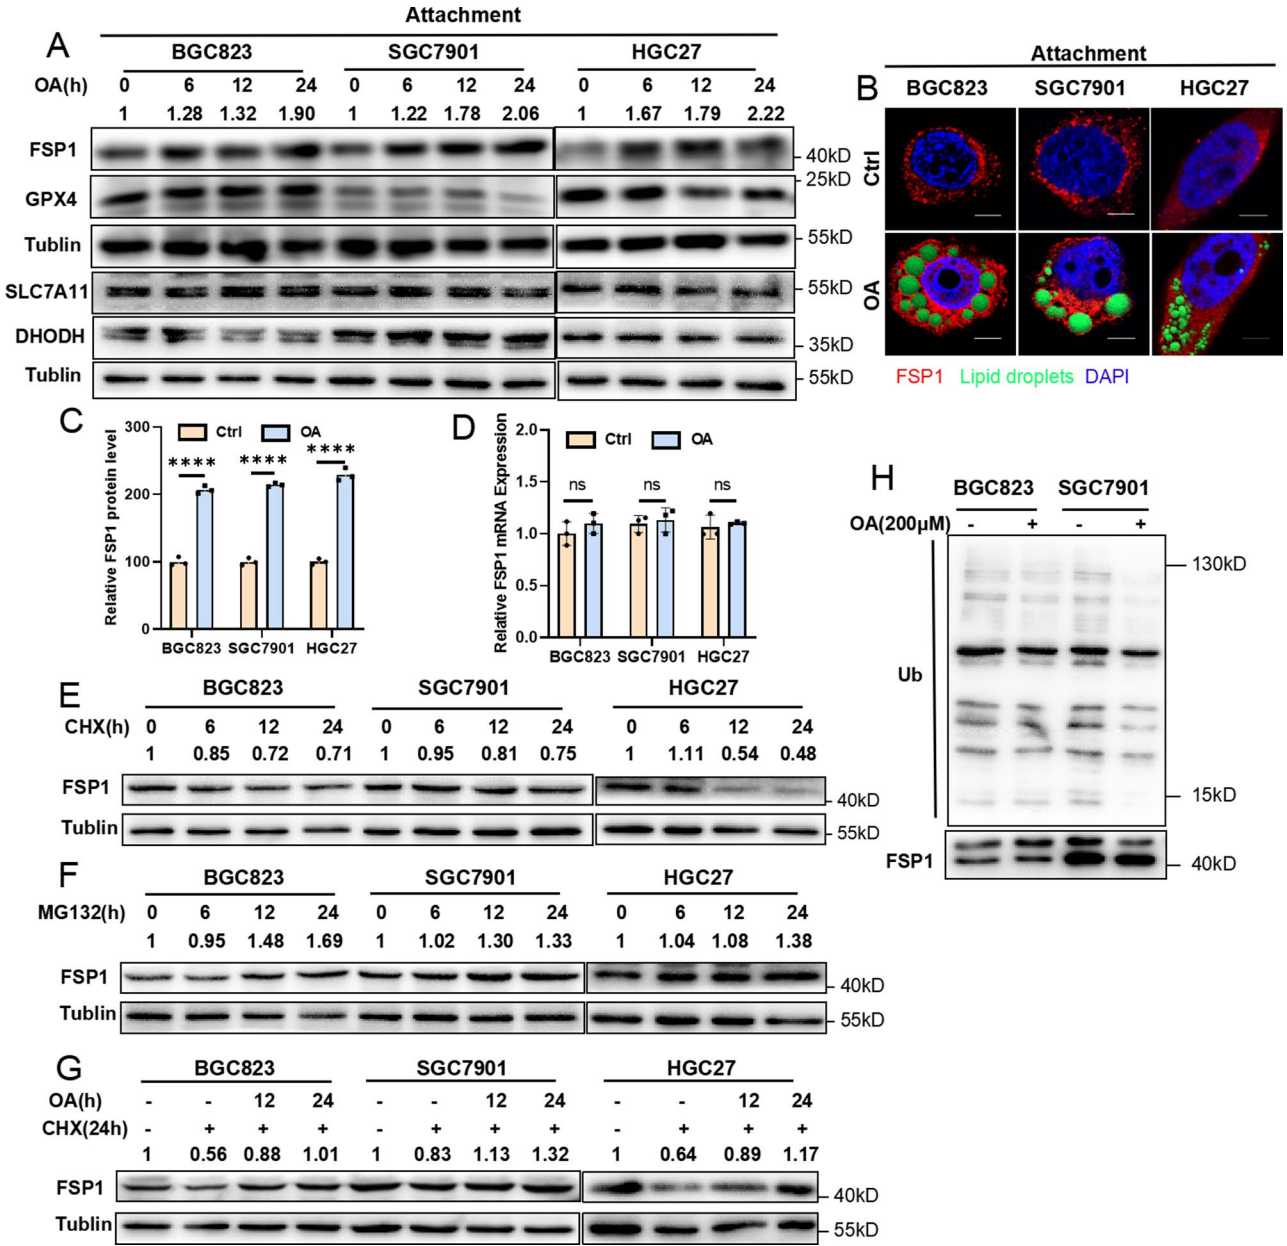 Attachment
A
BGC823 SGC7901 HGC27
OA(h) 0 6 12 24 0 6 12 24 0 6 12 24
1 1.28 1.32 1.90 1 1.22 1.78 2.06 1 1.67 1.79 2.22
FSP1 40kD
GPX4 25kD
Tublin 55kD
SLC7A11 55kD
DHODH 35kD
Tublin 55kD
B
Attachment
BGC823 SGC7901 HGC27
Ctrl
OA
FSP1 Lipid droplets DAPI
C
Relative FSP1 protein level
Ctrl OA
300
200
100
0
**** **** ****
BGC823 SGC7901 HGC27
D
Relative FSP1 mRNA Expression
Ctrl OA
2.0
1.5
1.0
0.5
0.0
ns ns ns
BGC823 SGC7901 HGC27
E
BGC823 SGC7901 HGC27
CHX(h) 0 6 12 24 0 6 12 24 0 6 12 24
1 0.85 0.72 0.71 1 0.95 0.81 0.75 1 1.11 0.54 0.48
FSP1 40kD
Tublin 55kD
F
BGC823 SGC7901 HGC27
MG132(h) 0 6 12 24 0 6 12 24 0 6 12 24
1 0.95 1.48 1.69 1 1.02 1.30 1.33 1 1.04 1.08 1.38
FSP1 40kD
Tublin 55kD
G
BGC823 SGC7901 HGC27
OA(h) - - 12 24 - - 12 24 - - 12 24
CHX(24h) - + + + - + + + - + + +
1 0.56 0.88 1.01 1 0.83 1.13 1.32 1 0.64 0.89 1.17
FSP1 40kD
Tublin 55kD
H
BGC823 SGC7901
OA(200μM) - + - +
130kD
Ub
15kD
FSP1 40kD